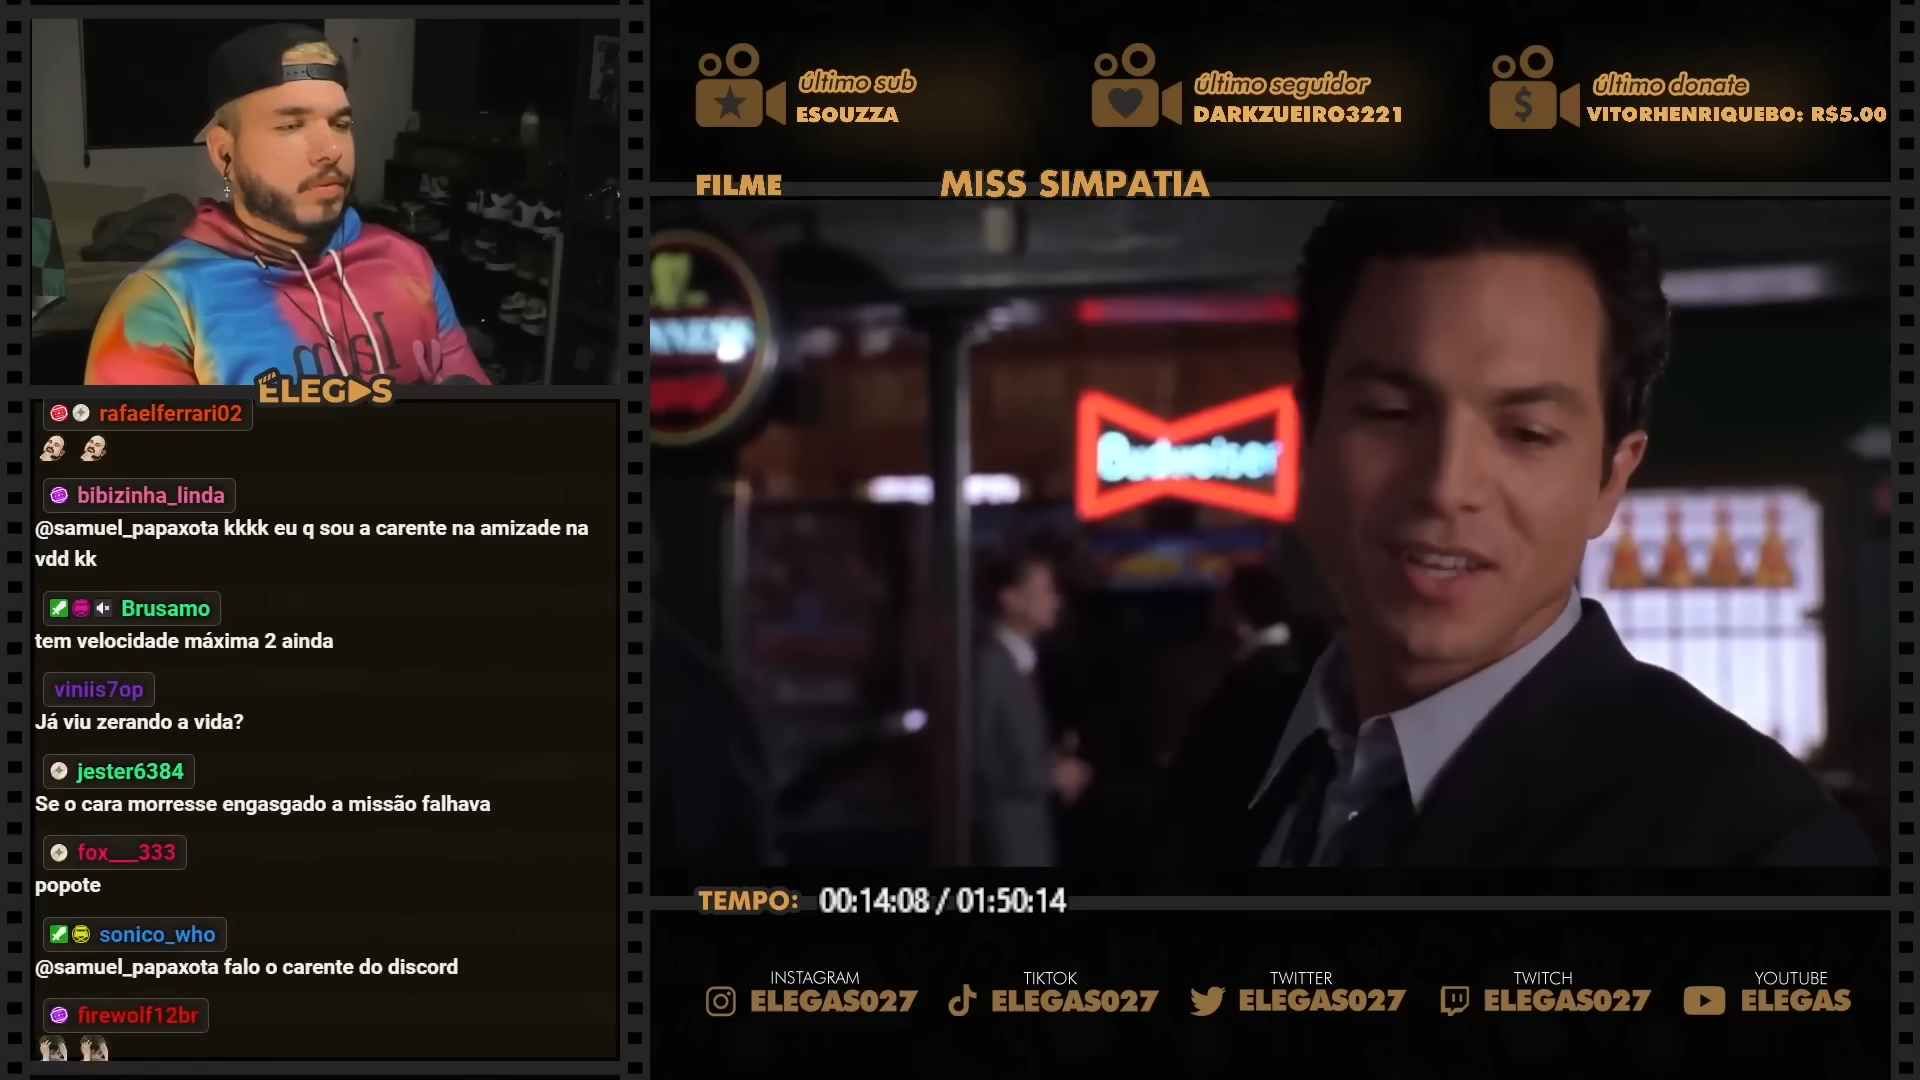 último sub
ESOUZZA
último seguidor
DARKZUEIRO3221
último donate
VITORHENRIQUEBO: R$5.00
FILME
MISS SIMPATIA
ELEGAS
rafaelferrari02
bibizinha_linda
@samuel_papaxota kkkk eu q sou a carente na amizade na
vdd kk
Brusamo
tem velocidade máxima 2 ainda
viniis7op
Já viu zerando a vida?
jester6384
Se o cara morresse engasgado a missão falhava
fox___333
popote
sonico_who
@samuel_papaxota falo o carente do discord
firewolf12br
Budweiser
TEMPO: 00:14:08 / 01:50:14
INSTAGRAM
ELEGAS027
TIKTOK
ELEGAS027
TWITTER
ELEGAS027
TWITCH
ELEGAS027
YOUTUBE
ELEGAS